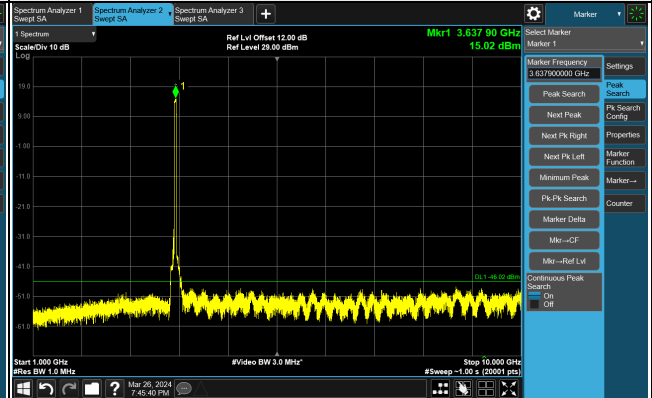 Spectrum Analyzer 1
Swept SA
Spectrum Analyzer 2
Swept SA
Spectrum Analyzer 3
Swept SA
Marker
1 Spectrum
Scale/Div 10 dB
Log
Ref Lvl Offset 12.00 dB
Ref Level 29.00 dBm
Mkr1 3.637 90 GHz
15.02 dBm
1
19.0
9.00
-1.00
-11.0
-21.0
-31.0
-41.0
-51.0
-61.0
DL1 -46.02 dBm
Start 1.000 GHz
#Res BW 1.0 MHz
#Video BW 3.0 MHz*
Stop 10.000 GHz
#Sweep ~1.00 s (20001 pts)
Select Marker
Marker 1
Marker Frequency
3.637900000 GHz
Peak Search
Next Peak
Next Pk Right
Next Pk Left
Minimum Peak
Pk-Pk Search
Marker Delta
Mkr→CF
Mkr→Ref Lvl
Continuous Peak
Search
On
Off
Settings
Peak
Search
Pk Search
Config
Properties
Marker
Function
Marker→
Counter
Mar 26, 2024
7:45:40 PM